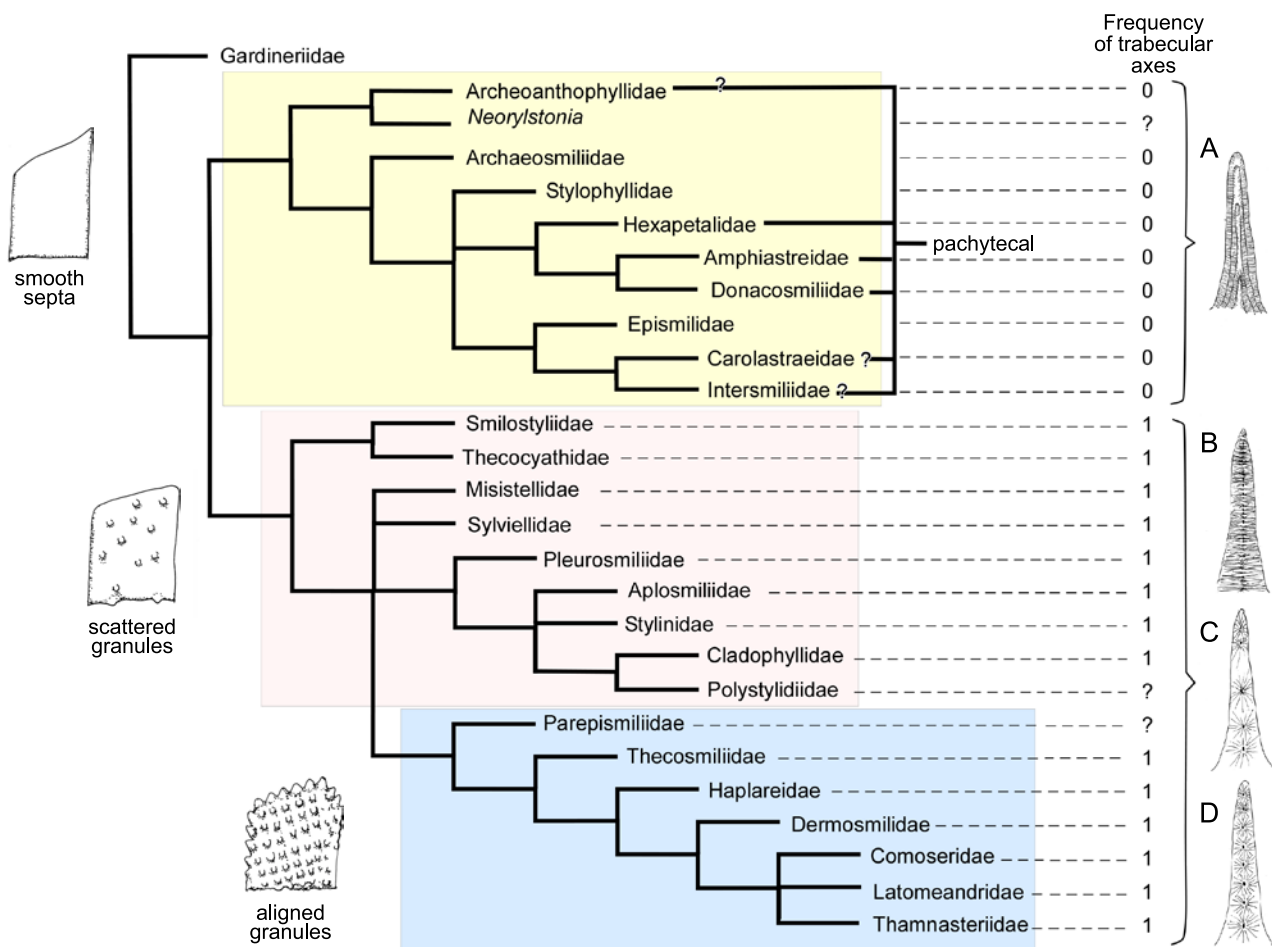 Frequency
of trabecular
axes
Gardineriidae
Archeoanthophyllidae ? 0
Neorylstonia ?
Archaeosmiliidae 0
Stylophyllidae 0
Hexapetalidae 0
Amphiastreidae 0
Donacosmiliidae 0
Epismilidae 0
Carolastraeidae ? 0
Intersmiliidae ? 0
pachytecal
A
smooth
septa
Smilostyliidae 1
Thecocyathidae 1
Misistellidae 1
Sylviellidae 1
Pleurosmiliidae 1
Aplosmiliidae 1
Stylinidae 1
Cladophyllidae 1
Polystylidiidae ?
B
C
scattered
granules
Parepismiliidae ?
Thecosmiliidae 1
Haplareidae 1
Dermosmilidae 1
Comoseridae 1
Latomeandridae 1
Thamnasteriidae 1
D
aligned
granules